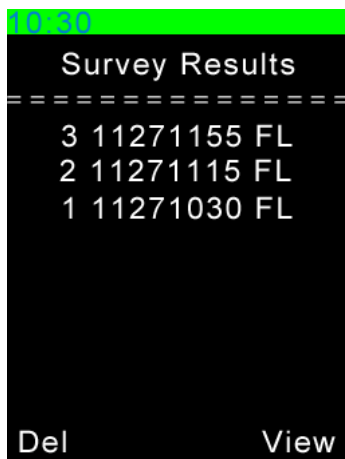 10:30
Survey Results
================
3 11271155 FL
2 11271115 FL
1 11271030 FL
Del View